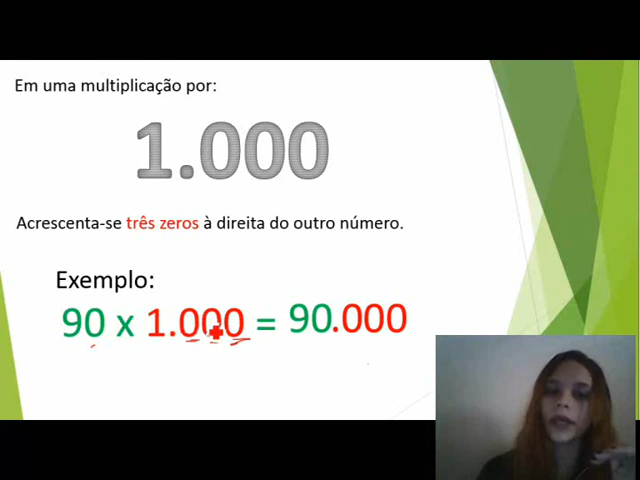 Em uma multiplicação por:
1.000
Acrescenta-se três zeros à direita do outro número.
Exemplo:
90 x 1.000 = 90.000